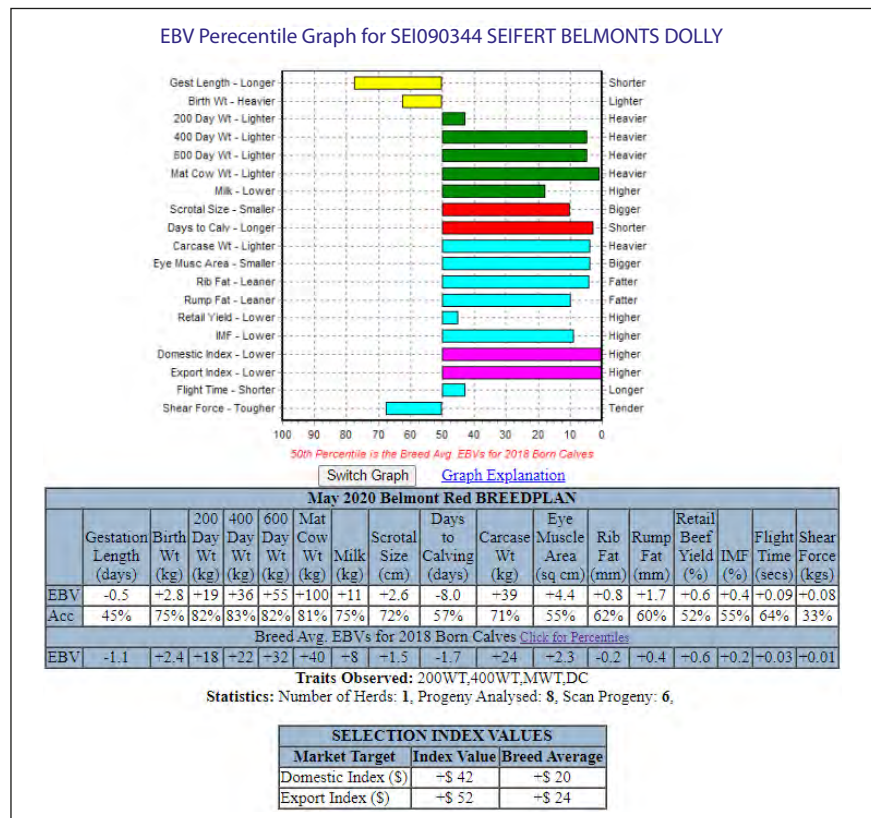 EBV Perecentile Graph for SEI090344 SEIFERT BELMONTS DOLLY
Gest Length - Longer Shorter
Birth Wt - Heavier Lighter
200 Day Wt - Lighter Heavier
400 Day Wt - Lighter Heavier
600 Day Wt - Lighter Heavier
Mat Cow Wt - Lighter Heavier
Milk - Lower Higher
Scrotal Size - Smaller Bigger
Days to Calv - Longer Shorter
Carcase Wt - Lighter Heavier
Eye Musc Area - Smaller Bigger
Rib Fat - Leaner Fatter
Rump Fat - Leaner Fatter
Retail Yield - Lower Higher
IMF - Lower Higher
Domestic Index - Lower Higher
Export Index - Lower Higher
Flight Time - Shorter Longer
Shear Force - Tougher Tender
100 90 80 70 60 50 40 30 20 10 0
50th Percentile is the Breed Avg. EBVs for 2018 Born Calves
Switch Graph Graph Explanation
May 2020 Belmont Red BREEDPLAN
Gestation Length (days) Birth Wt (kg) 200 Day Wt (kg) 400 Day Wt (kg) 600 Day Wt (kg) Mat Cow Wt (kg) Milk (kg) Scrotal Size (cm) Days to Calving (days) Carcase Wt (kg) Eye Muscle Area (sq cm) Rib Fat (mm) Rump Fat (mm) Retail Beef Yield (%) IMF (%) Flight Time (secs) Shear Force (kgs)
EBV -0.5 +2.8 +19 +36 +55 +100 +11 +2.6 -8.0 +39 +4.4 +0.8 +1.7 +0.6 +0.4 +0.09 +0.08
Acc 45% 75% 82% 83% 82% 81% 75% 72% 57% 71% 55% 62% 60% 52% 55% 64% 33%
Breed Avg. EBVs for 2018 Born Calves Click for Percentiles
EBV -1.1 +2.4 +18 +22 +32 +40 +8 +1.5 -1.7 +24 +2.3 -0.2 +0.4 +0.6 +0.2 +0.03 +0.01
Traits Observed: 200WT,400WT,MWT,DC
Statistics: Number of Herds: 1, Progeny Analysed: 8, Scan Progeny: 6,
SELECTION INDEX VALUES
Market Target Index Value Breed Average
Domestic Index ($) +$ 42 +$ 20
Export Index ($) +$ 52 +$ 24